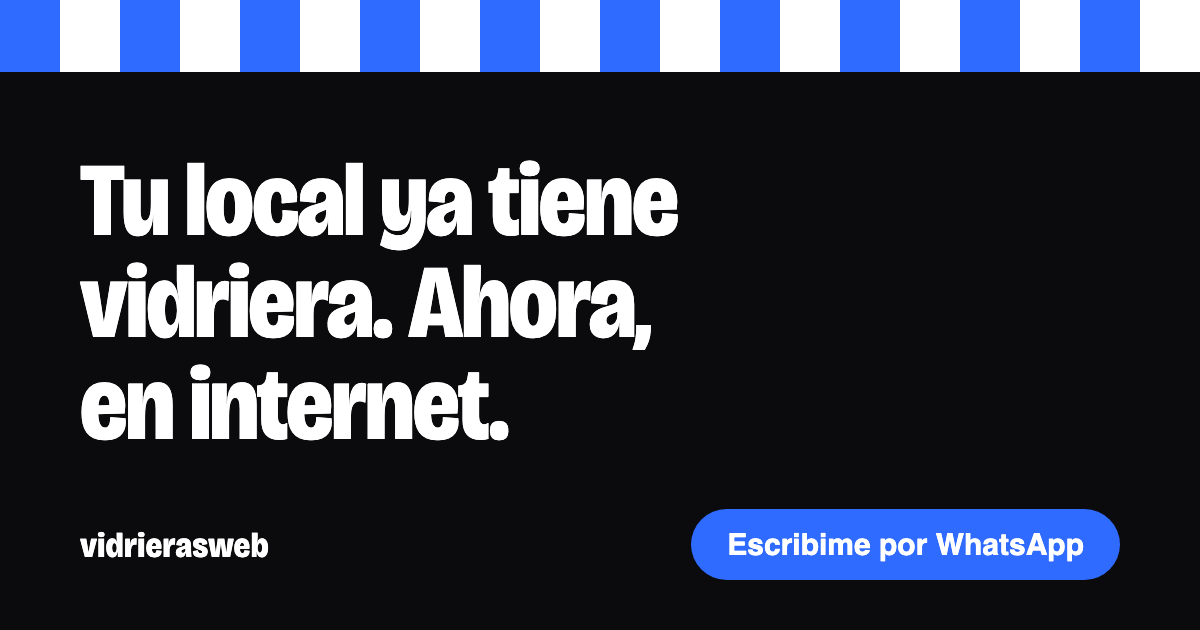 Tu local ya tiene
vidriera. Ahora,
en internet.
vidrierasweb
Escribime por WhatsApp